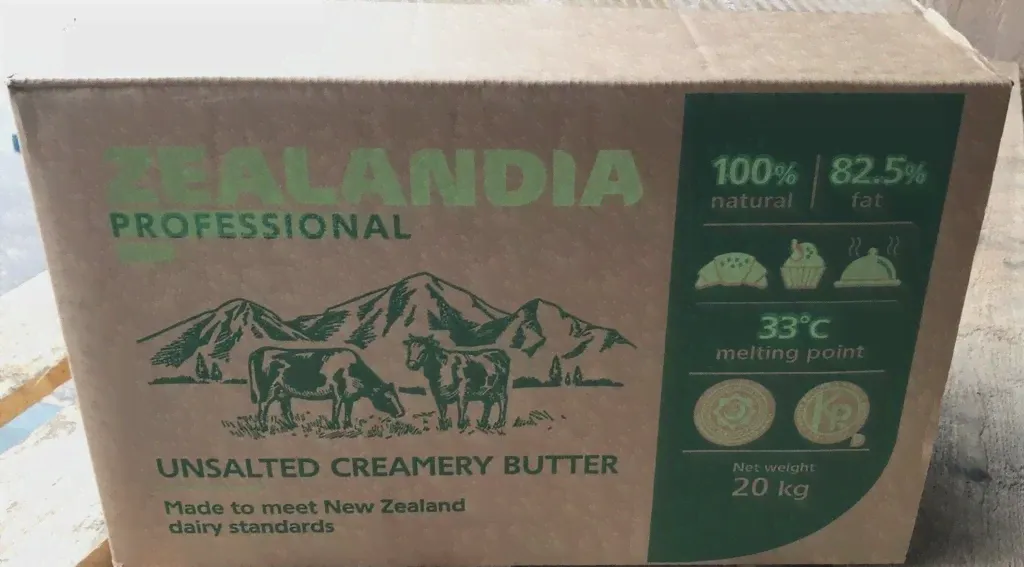 ZEALANDIA
PROFESSIONAL
UNSALTED CREAMERY BUTTER
Made to meet New Zealand
dairy standards
100% natural
82.5% fat
33°C
melting point
KP
Net weight
20 kg